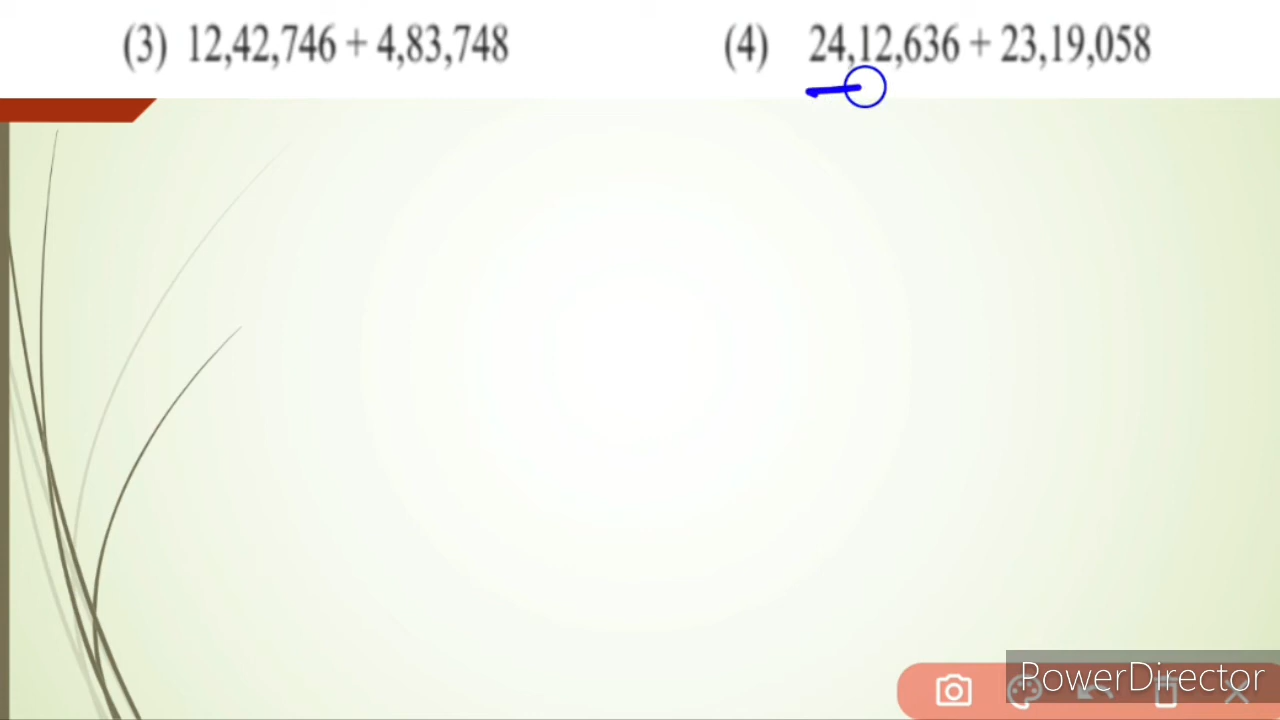 (3) 12,42,746 + 4,83,748 (4) 24,12,636 + 23,19,058
PowerDirector